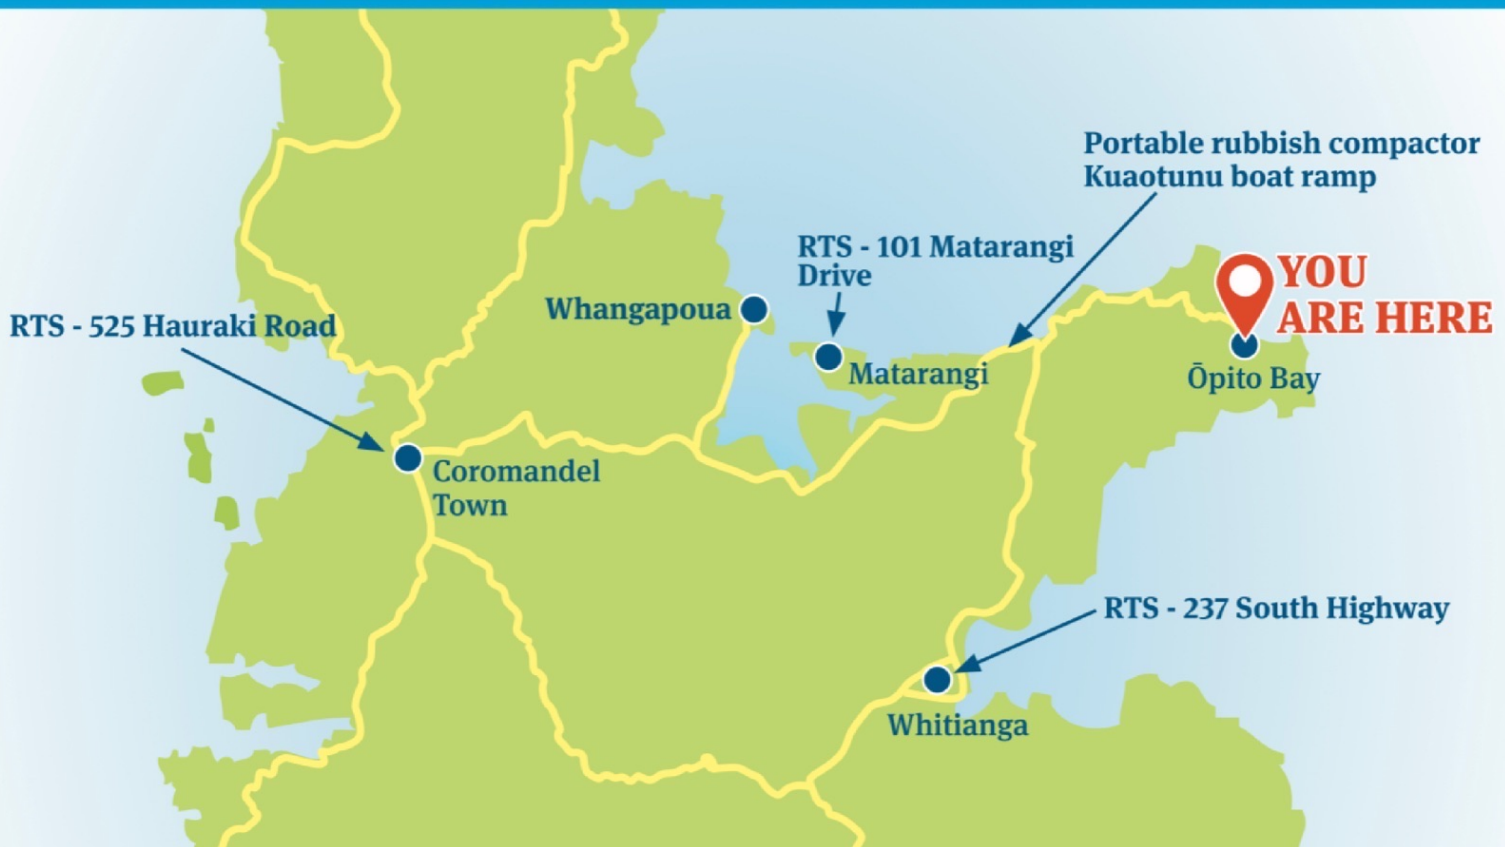 Portable rubbish compactor
Kuaotunu boat ramp
RTS - 101 Matarangi
Drive
YOU
ARE HERE
Whangapoua
RTS - 525 Hauraki Road
Matarangi
Ōpito Bay
Coromandel
Town
RTS - 237 South Highway
Whitianga